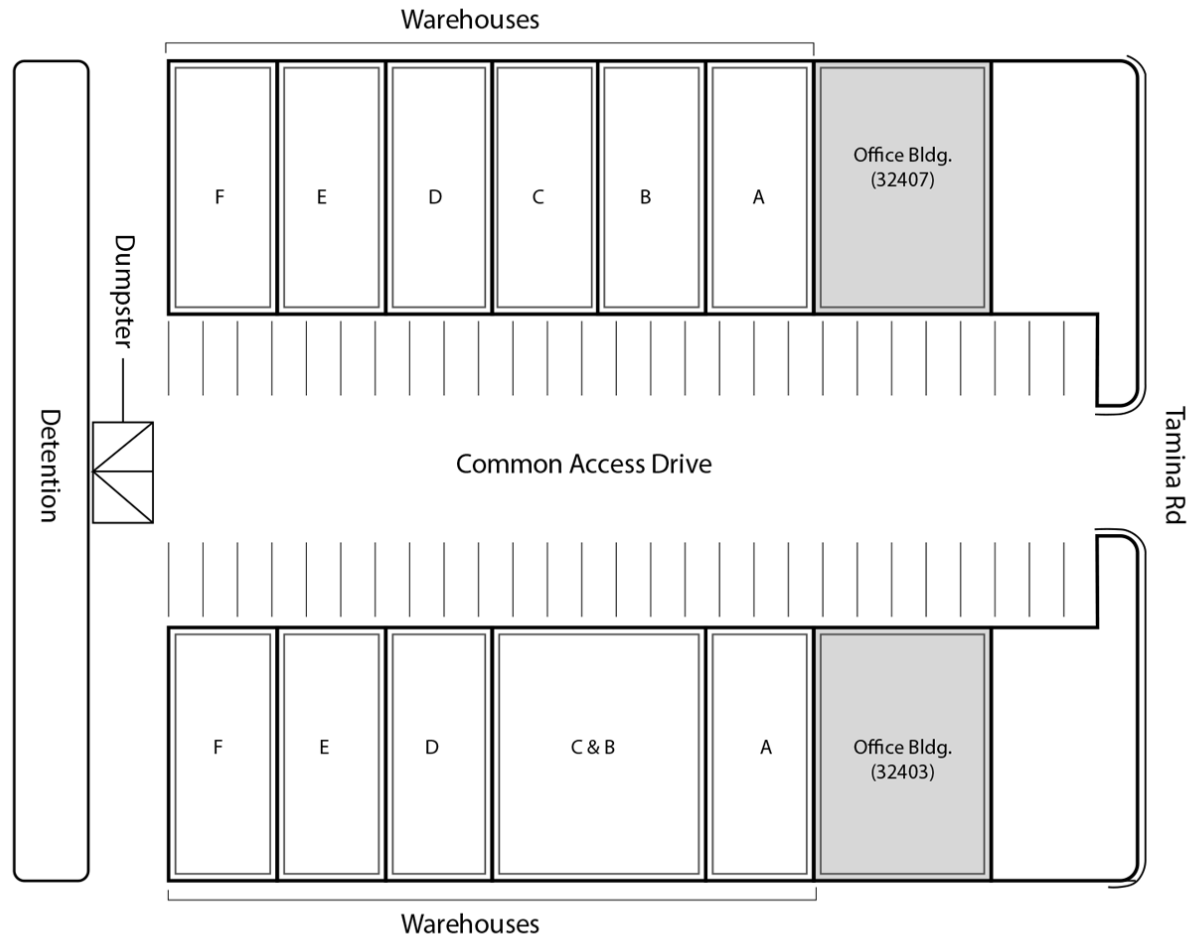 Warehouses
F
E
D
C
B
A
Office Bldg.
(32407)
Dumpster
Detention
Common Access Drive
Tamina Rd
F
E
D
C & B
A
Office Bldg.
(32403)
Warehouses